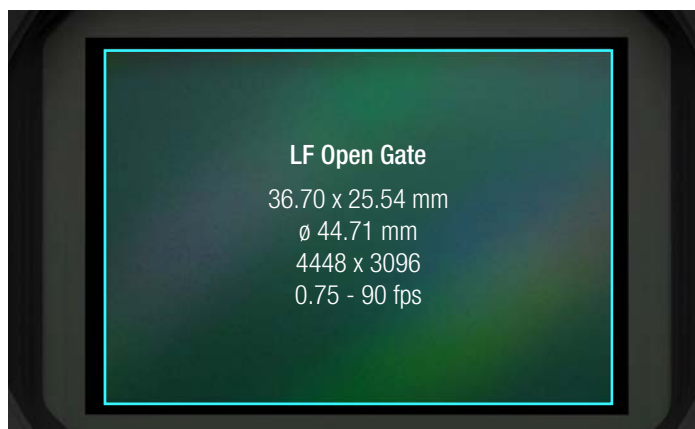 LF Open Gate
36.70 x 25.54 mm
ø 44.71 mm
4448 x 3096
0.75 - 90 fps